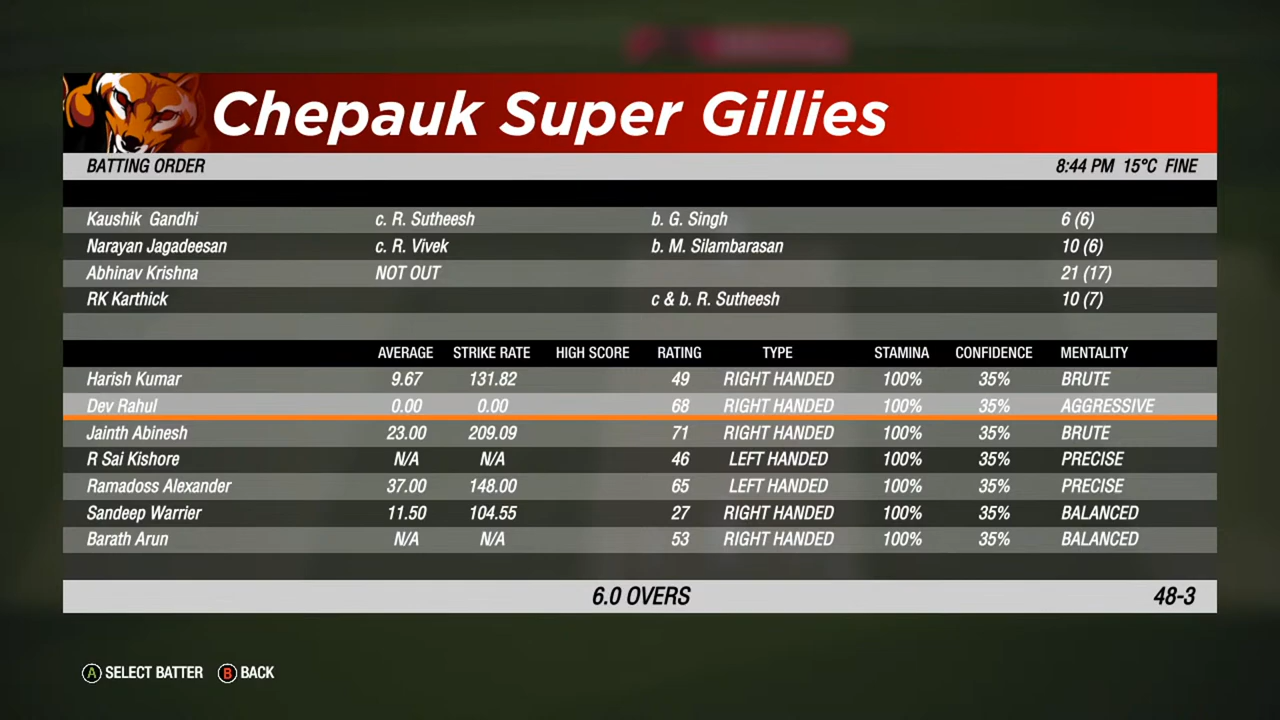 Chepauk Super Gillies
BATTING ORDER 8:44 PM 15°C FINE
Kaushik Gandhi c. R. Sutheesh b. G. Singh 6 (6)
Narayan Jagadeesan c. R. Vivek b. M. Silambarasan 10 (6)
Abhinav Krishna NOT OUT 21 (17)
RK Karthick c & b. R. Sutheesh 10 (7)
AVERAGE STRIKE RATE HIGH SCORE RATING TYPE STAMINA CONFIDENCE MENTALITY
Harish Kumar 9.67 131.82 49 RIGHT HANDED 100% 35% BRUTE
Dev Rahul 0.00 0.00 68 RIGHT HANDED 100% 35% AGGRESSIVE
Jainth Abinesh 23.00 209.09 71 RIGHT HANDED 100% 35% BRUTE
R Sai Kishore N/A N/A 46 LEFT HANDED 100% 35% PRECISE
Ramadoss Alexander 37.00 148.00 65 LEFT HANDED 100% 35% PRECISE
Sandeep Warrier 11.50 104.55 27 RIGHT HANDED 100% 35% BALANCED
Barath Arun N/A N/A 53 RIGHT HANDED 100% 35% BALANCED
6.0 OVERS 48-3
A SELECT BATTER B BACK